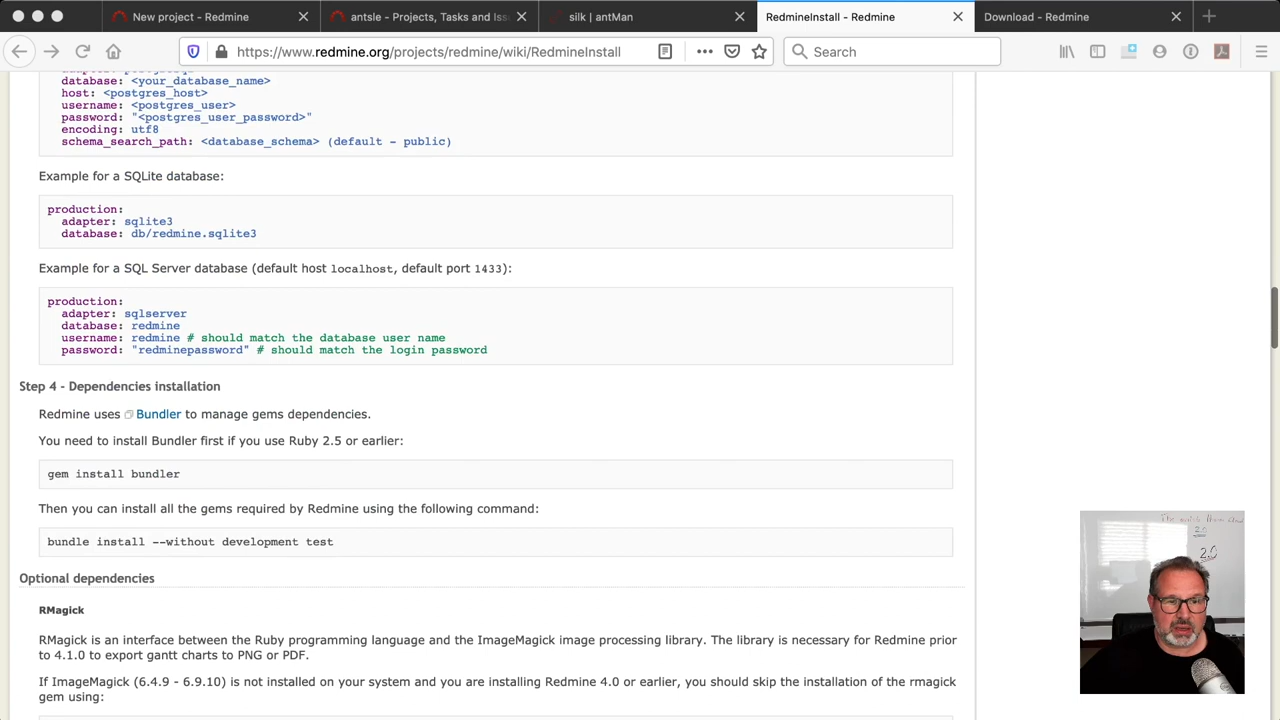 New project - Redmine
antsle - Projects, Tasks and Iss
silk | antMan
RedmineInstall - Redmine
Download - Redmine
https://www.redmine.org/projects/redmine/wiki/RedmineInstall
Search
database: <your_database_name>
host: <postgres_host>
username: <postgres_user>
password: "<postgres_user_password>"
encoding: utf8
schema_search_path: <database_schema> (default - public)
Example for a SQLite database:
production:
adapter: sqlite3
database: db/redmine.sqlite3
Example for a SQL Server database (default host localhost, default port 1433):
production:
adapter: sqlserver
database: redmine
username: redmine # should match the database user name
password: "redminepassword" # should match the login password
Step 4 - Dependencies installation
Redmine uses Bundler to manage gems dependencies.
You need to install Bundler first if you use Ruby 2.5 or earlier:
gem install bundler
Then you can install all the gems required by Redmine using the following command:
bundle install --without development test
Optional dependencies
RMagick
RMagick is an interface between the Ruby programming language and the ImageMagick image processing library. The library is necessary for Redmine prior
to 4.1.0 to export gantt charts to PNG or PDF.
If ImageMagick (6.4.9 - 6.9.10) is not installed on your system and you are installing Redmine 4.0 or earlier, you should skip the installation of the rmagick
gem using:
2.0
2.0